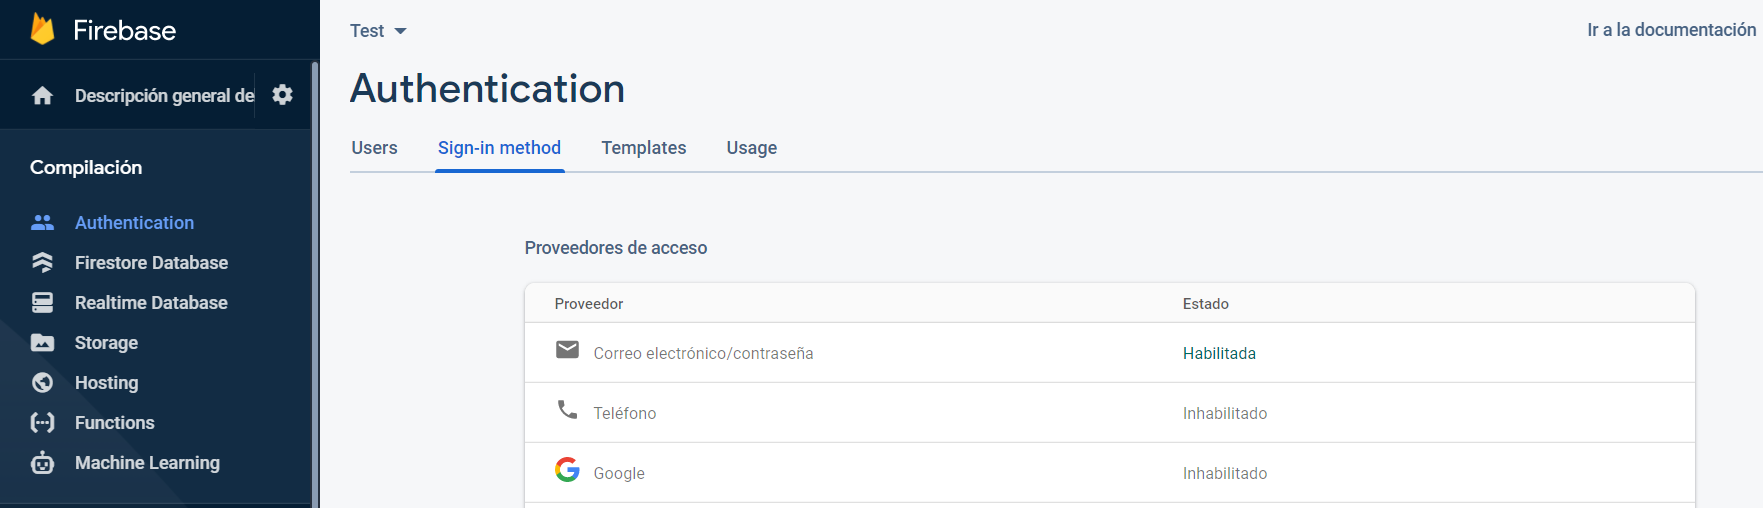 Firebase
Descripción general de
Compilación
Authentication
Firestore Database
Realtime Database
Storage
Hosting
Functions
Machine Learning
Test
Ir a la documentación
Authentication
Users Sign-in method Templates Usage
Proveedores de acceso
Proveedor Estado
Correo electrónico/contraseña Habilitada
Teléfono Inhabilitado
Google Inhabilitado